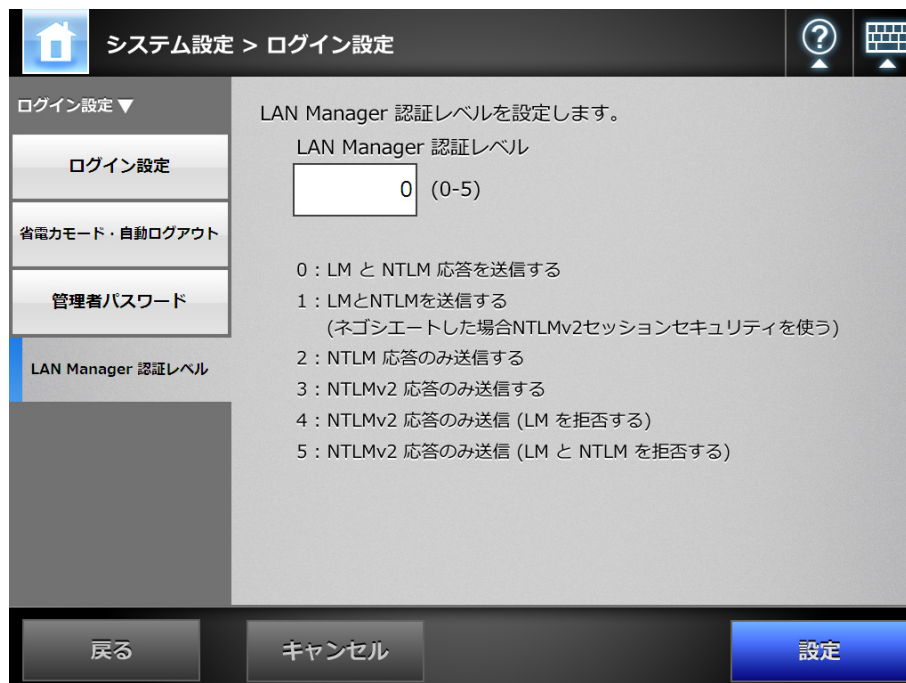 システム設定 > ログイン設定
?
ログイン設定▼
ログイン設定
省電力モード・自動ログアウト
管理者パスワード
LAN Manager 認証レベル
LAN Manager 認証レベルを設定します。
LAN Manager 認証レベル
0 (0-5)
0:LM と NTLM 応答を送信する
1:LMとNTLMを送信する
(ネゴシエートした場合NTLMv2セッションセキュリティを使う)
2:NTLM 応答のみ送信する
3:NTLMv2 応答のみ送信する
4:NTLMv2 応答のみ送信 (LM を拒否する)
5:NTLMv2 応答のみ送信 (LM と NTLM を拒否する)
戻る
キャンセル
設定